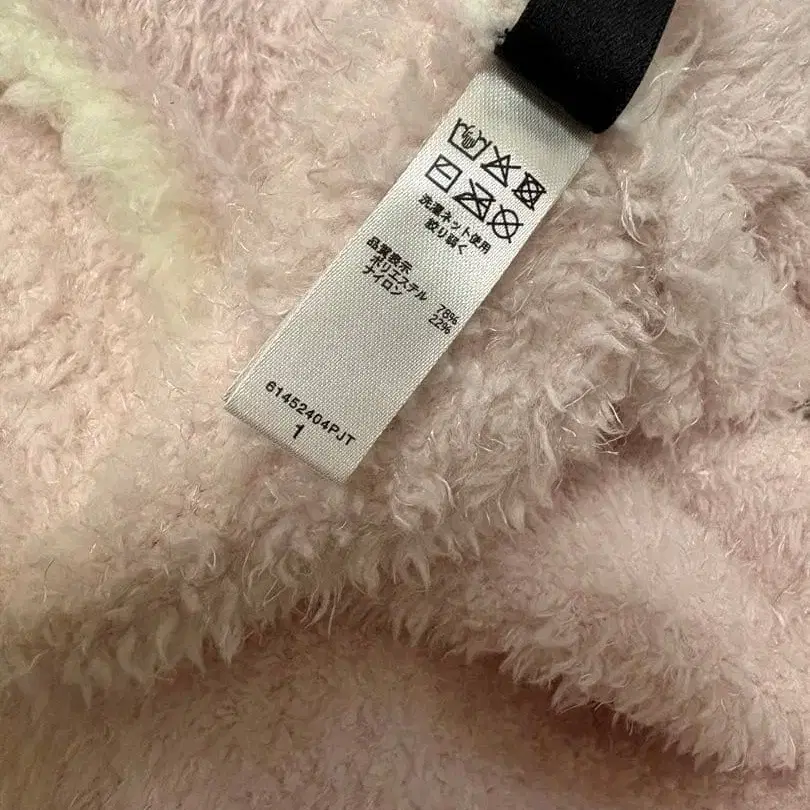 洗濯ネット使用
絞り弱く
品質表示
ポリエステル 78%
ナイロン 22%
61452404PJT
1